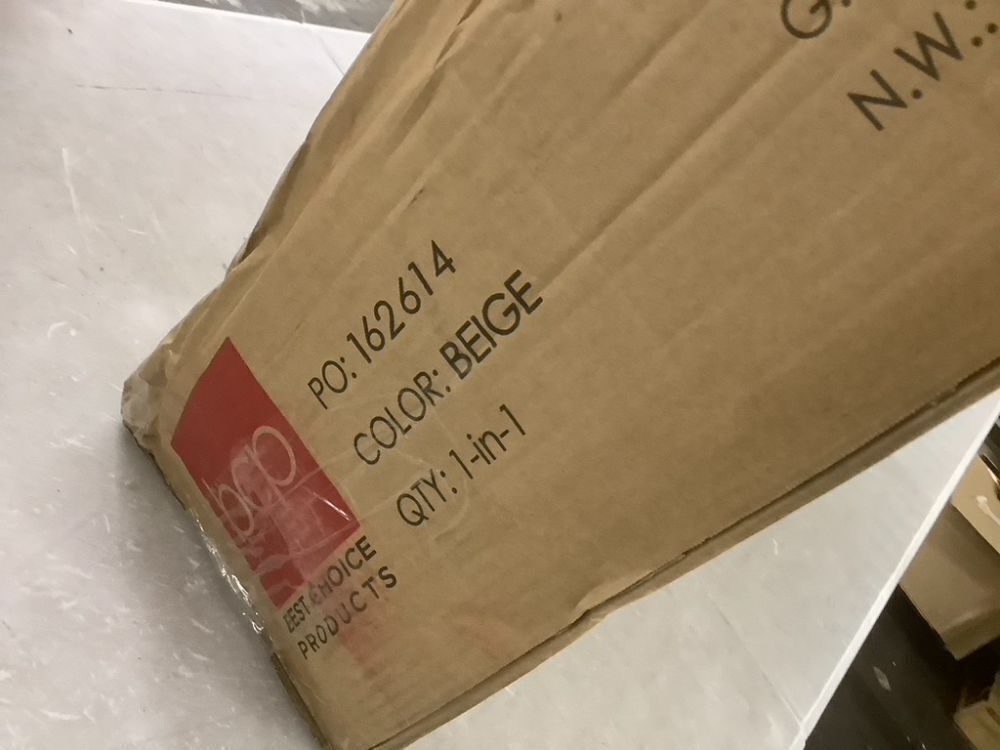 G.
N.W.:
PO: 162614
COLOR: BEIGE
QTY: 1-in-1
bcp
BEST CHOICE
PRODUCTS